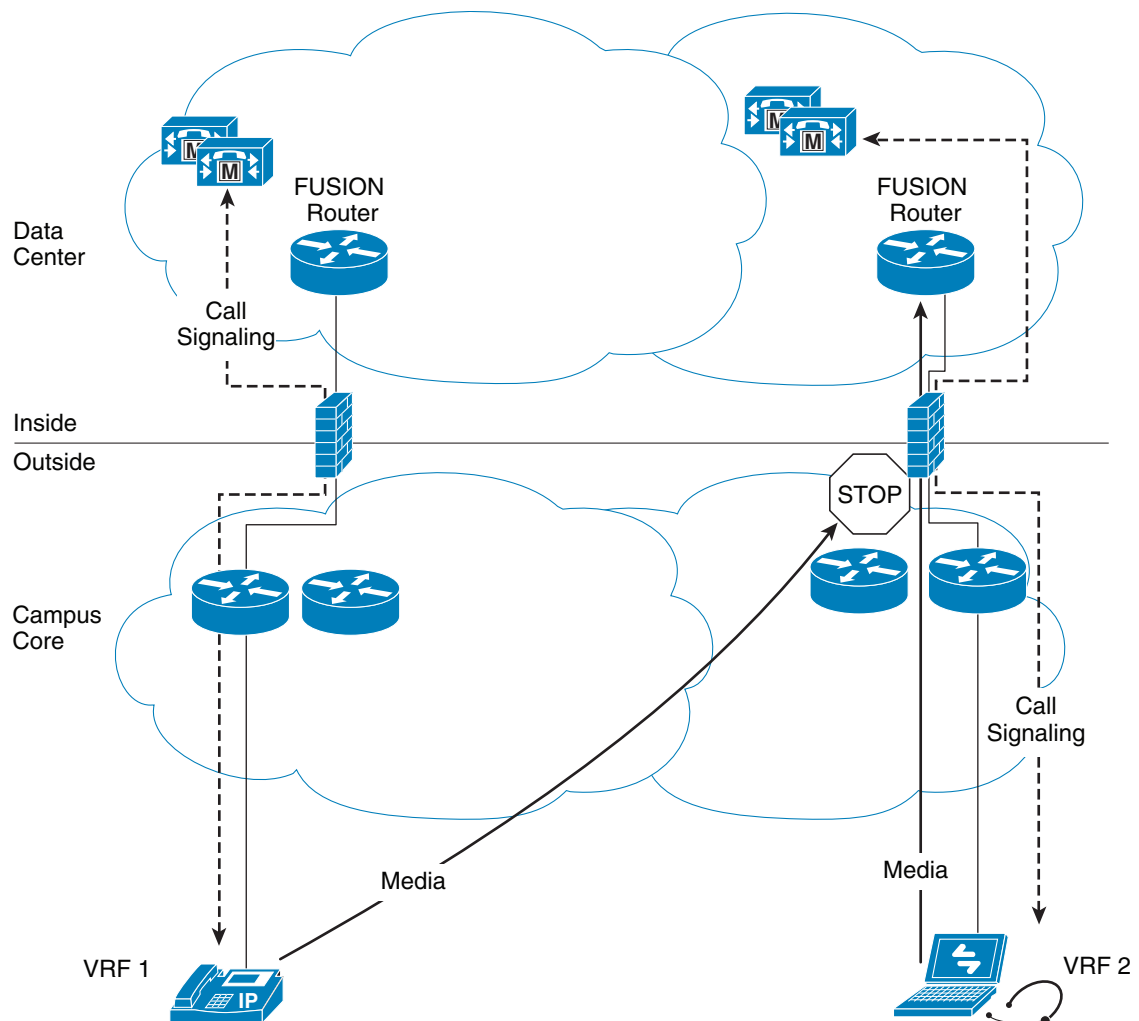 M
M
M
M
FUSION
Router
FUSION
Router
Data
Center
Call
Signaling
Inside
Outside
STOP
Campus
Core
Call
Signaling
Media
Media
VRF 1
IP
VRF 2